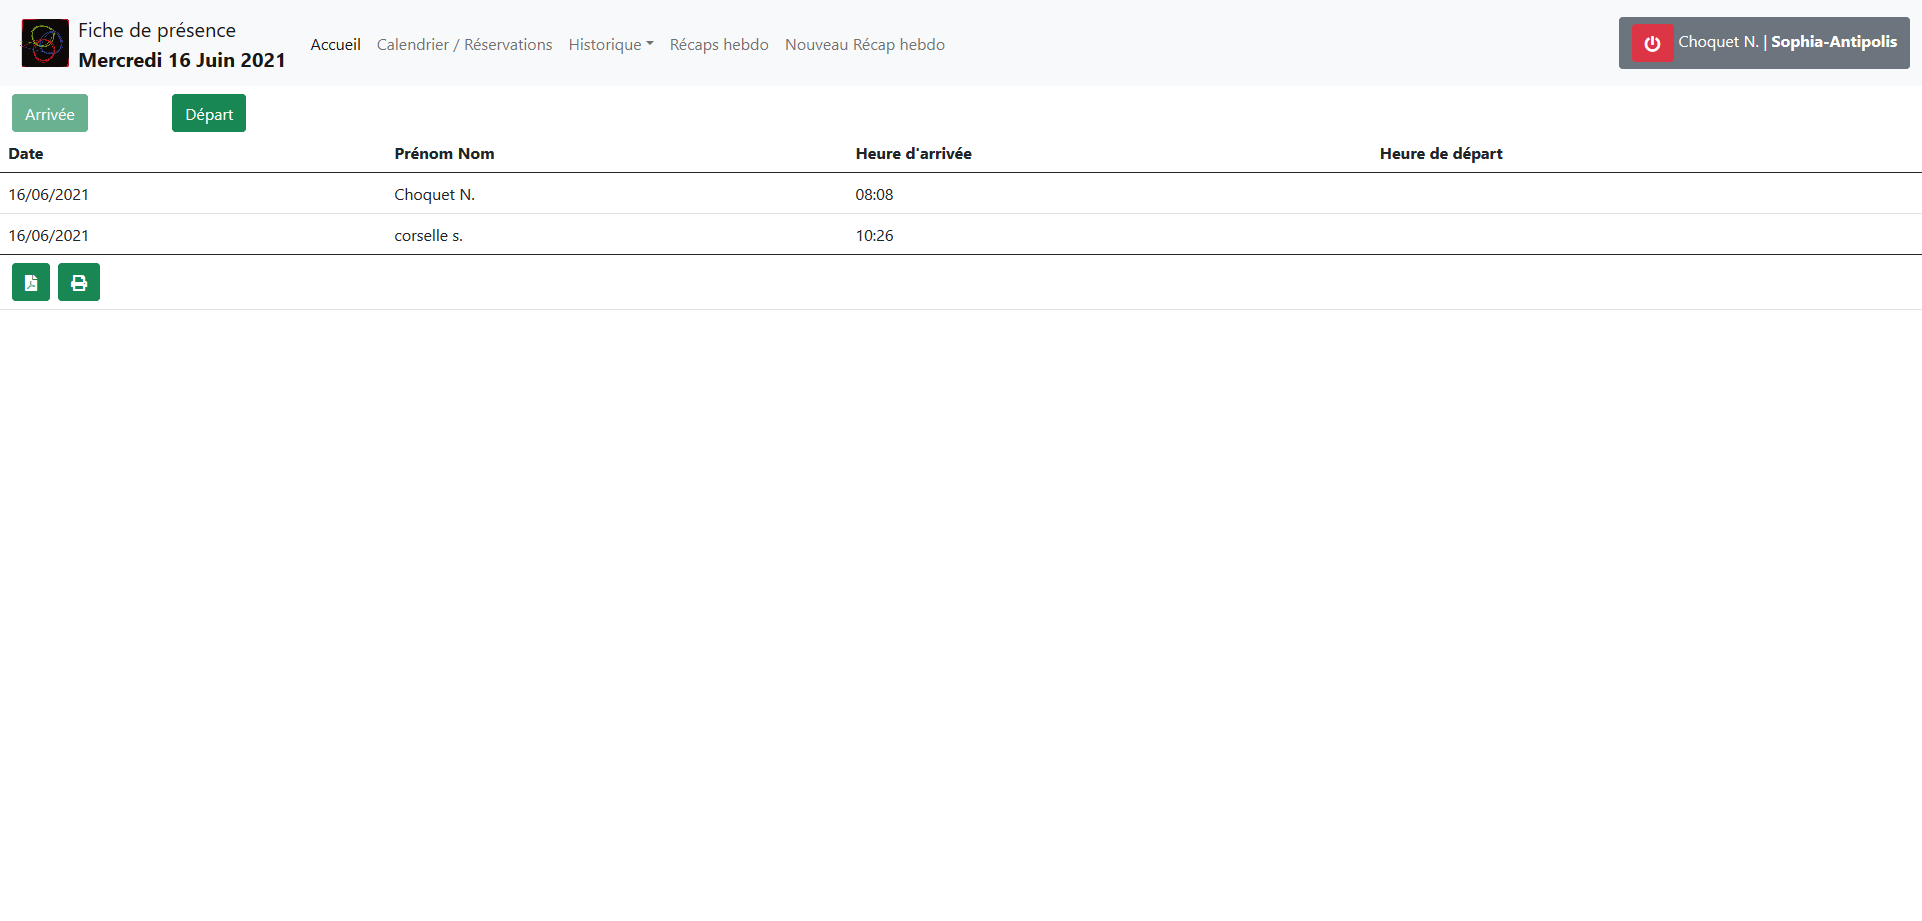 Fiche de présence
Mercredi 16 Juin 2021
Accueil Calendrier / Réservations Historique Récaps hebdo Nouveau Récap hebdo
Choquet N. | Sophia-Antipolis
Arrivée Départ
Date Prénom Nom Heure d'arrivée Heure de départ
16/06/2021 Choquet N. 08:08
16/06/2021 corselle s. 10:26